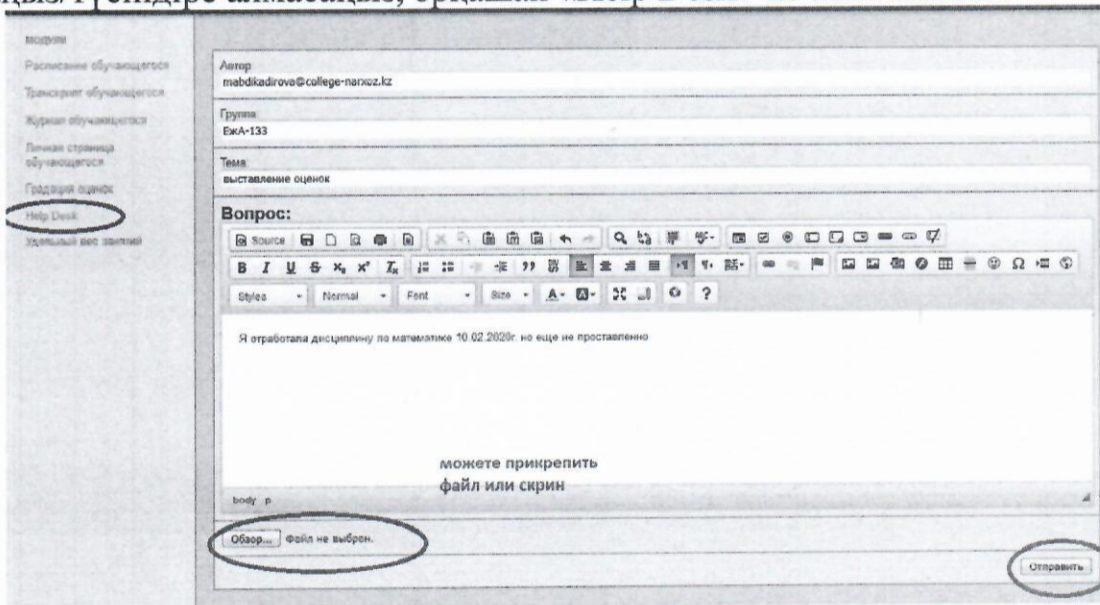 модули
Расписание обучающегося
Транскрипт обучающегося
Журнал обучающегося
Личная страница
обучающегося
Градация оценок
Help Desk
Удельный вес занятий
Автор
mabdikadirova@college-narxoz.kz
Группа
ЕжА-133
Тема
выставление оценок
Вопрос:
Source
Styles Normal Font Size
Я отработала дисциплину по математике 10.02.2020г. но еще не проставленно
можете прикрепить
файл или скрин
body p
Обзор... Файл не выбран.
Отправить